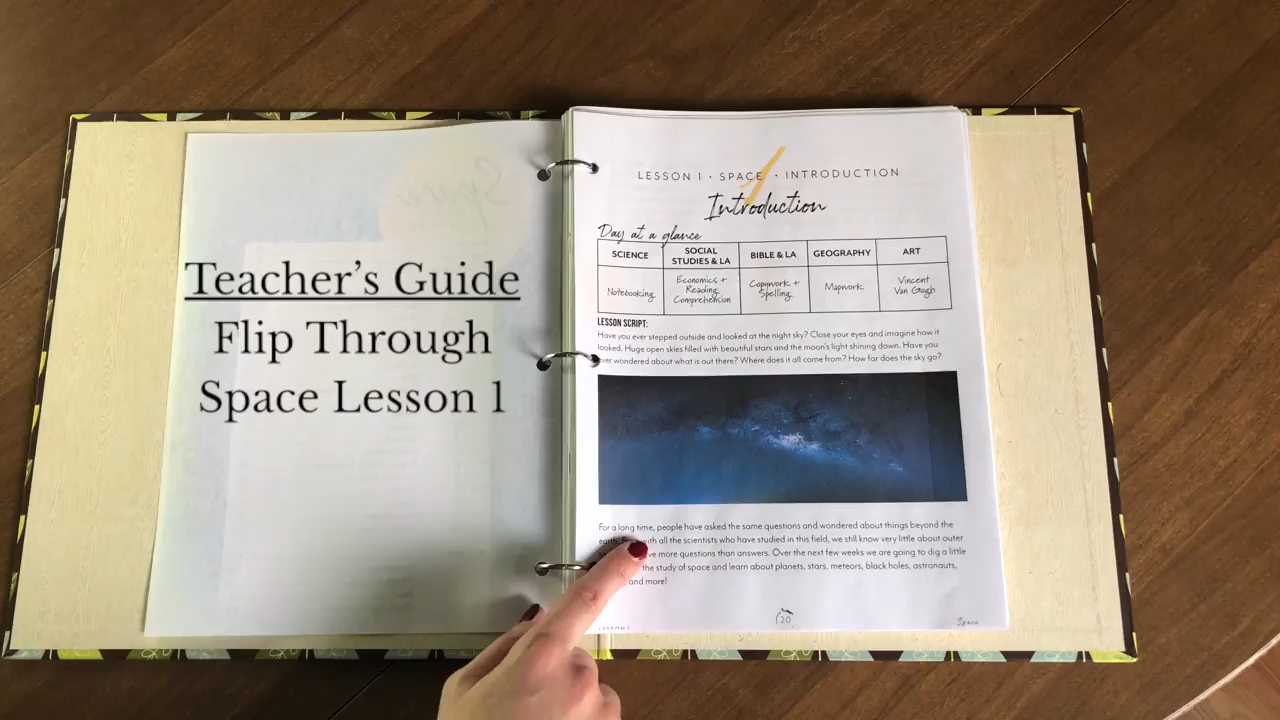 Teacher's Guide
Flip Through
Space Lesson 1
Space
LESSON 1 · SPACE · INTRODUCTION
1
Introduction
Day at a glance
SCIENCE
SOCIAL STUDIES & LA
BIBLE & LA
GEOGRAPHY
ART
Notebooking
Economics +
Reading
Comprehension
Copywork +
Spelling
Mapwork
Vincent
Van Gogh
LESSON SCRIPT:
Have you ever stepped outside and looked at the night sky? Close your eyes and imagine how it
looked. Huge open skies filled with beautiful stars and the moon's light shining down. Have you
ever wondered about what is out there? Where does it all come from? How far does the sky go?
For a long time, people have asked the same questions and wondered about things beyond the
earth. with all the scientists who have studied in this field, we still know very little about outer
more questions than answers. Over the next few weeks we are going to dig a little
the study of space and learn about planets, stars, meteors, black holes, astronauts,
and more!
LESSON 1
20
Space